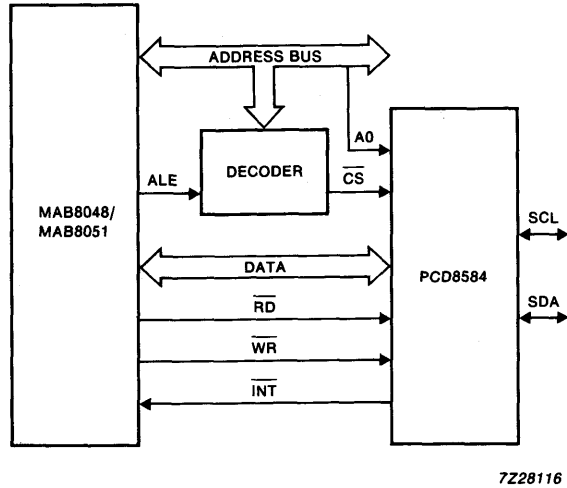 ADDRESS BUS
A0
DECODER
ALE
CS
MAB8048/
MAB8051
SCL
DATA
PCD8584
RD
SDA
WR
INT
7Z28116